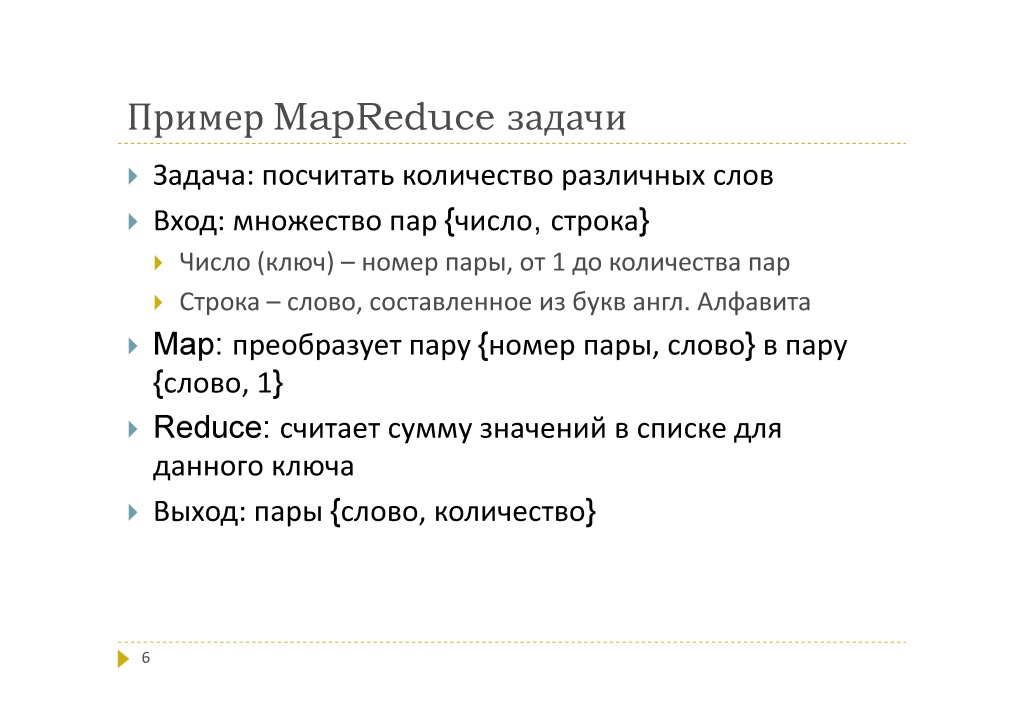 Пример MapReduce задачи
Задача: посчитать количество различных слов
Вход: множество пар {число, строка}
Число (ключ) – номер пары, от 1 до количества пар
Строка – слово, составленное из букв англ. Алфавита
Map: преобразует пару {номер пары, слово} в пару
{слово, 1}
Reduce: считает сумму значений в списке для
данного ключа
Выход: пары {слово, количество}
6